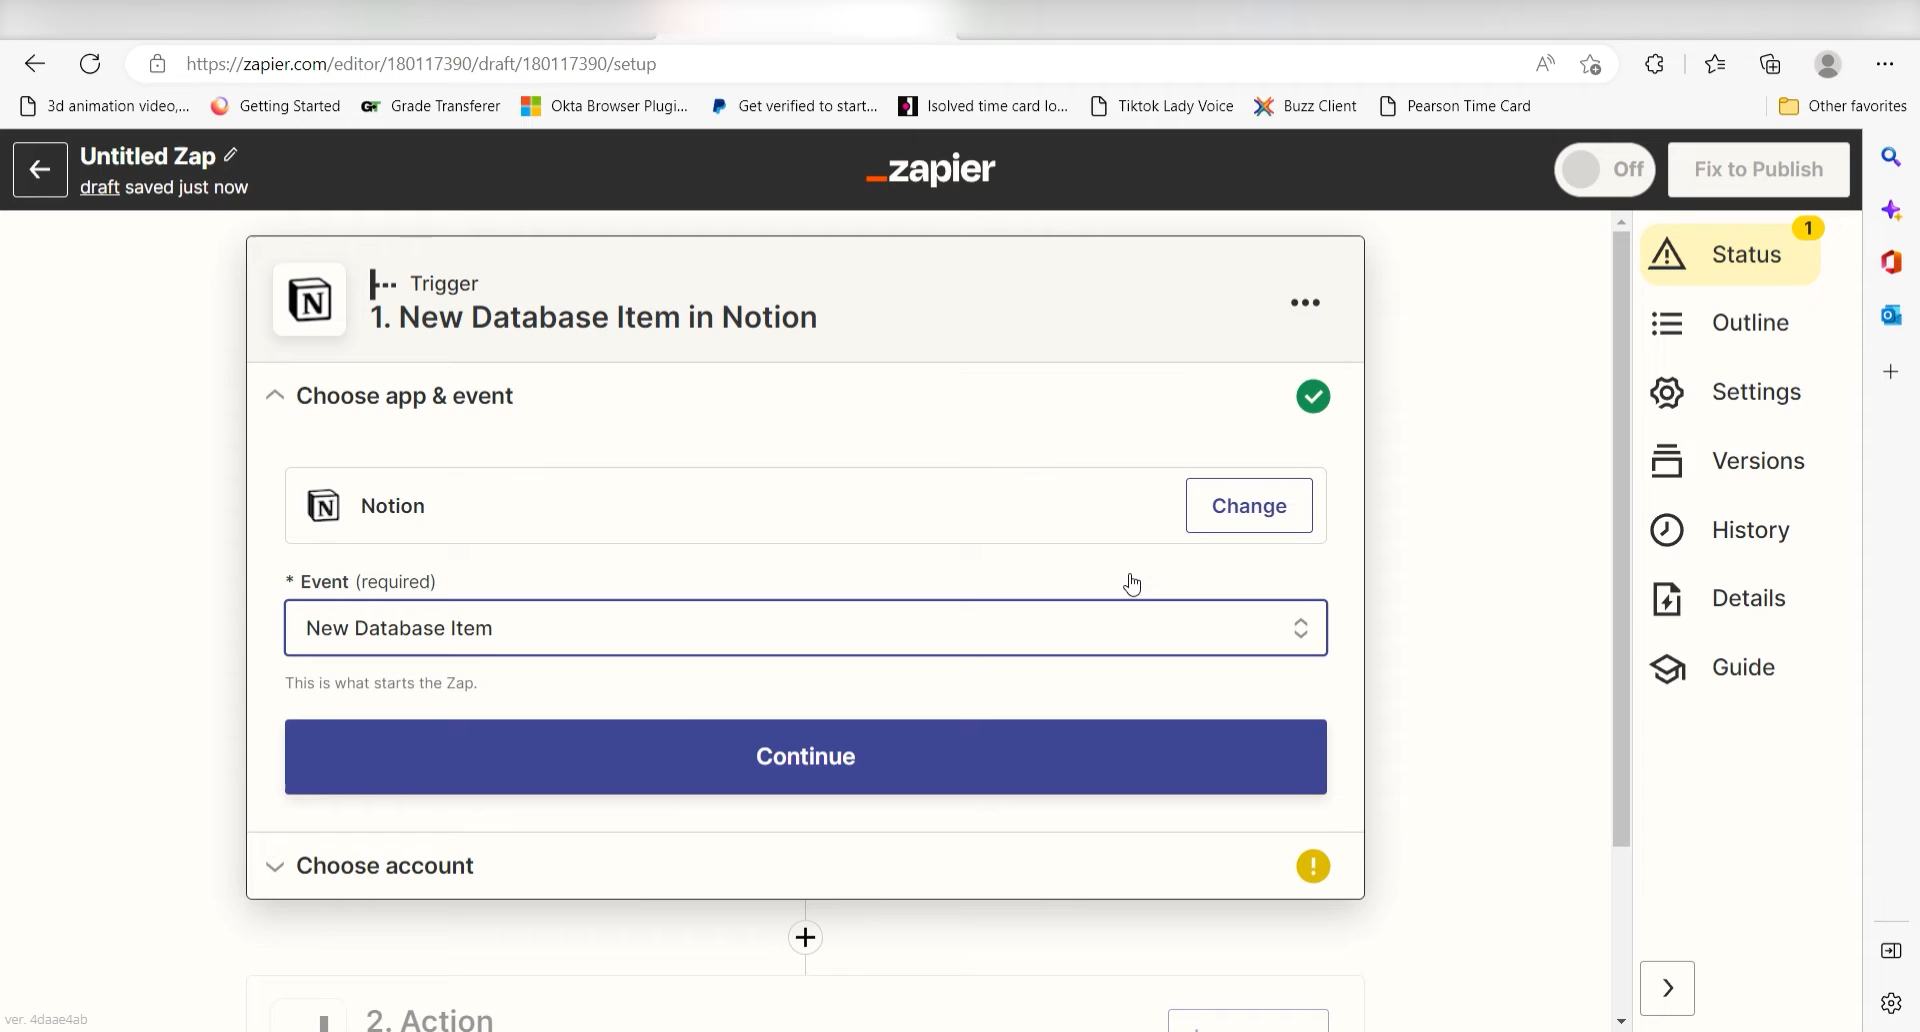 https://zapier.com/editor/180117390/draft/180117390/setup
3d animation video,... Getting Started GT Grade Transferer Okta Browser Plugi... Get verified to start... Isolved time card lo... Tiktok Lady Voice Buzz Client Pearson Time Card Other favorites
Untitled Zap
draft saved just now
_zapier
Off
Fix to Publish
1
Status
Trigger
1. New Database Item in Notion
Outline
Choose app & event
Settings
Versions
Notion
Change
History
* Event (required)
Details
New Database Item
Guide
This is what starts the Zap.
Continue
Choose account
2. Action
ver. 4daae4ab